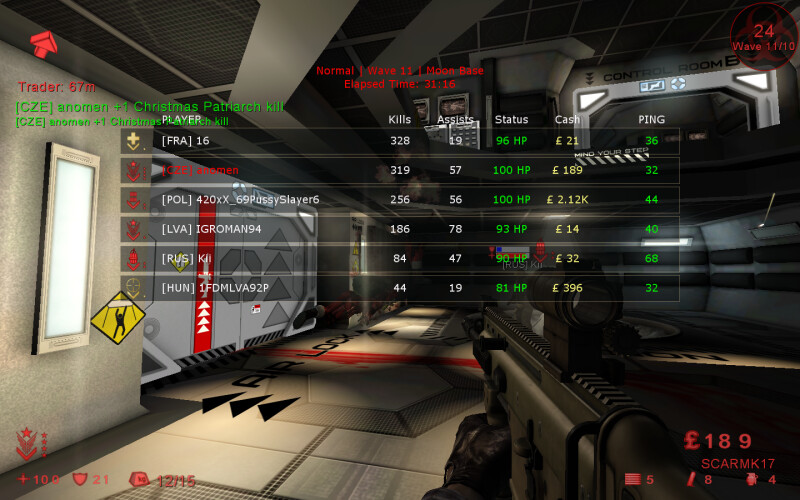 24
Wave 11/10
Normal | Wave 11 | Moon Base
Elapsed Time: 31:16
CONTROL ROOM B
Trader: 67m
[CZE] anomen +1 Christmas Patriarch kill
[CZE] anomen +1 Christmas Patriarch kill
PLAYER Kills Assists Status Cash PING
[FRA] 16 328 19 96 HP £ 21 36
MIND YOUR STEP
[CZE] anomen 319 57 100 HP £ 189 32
[POL] 420xX_69PussySlayer6 256 56 100 HP £ 2.12K 44
[LVA] IGROMAN94 186 78 93 HP £ 14 40
[RUS] Kii 84 47 90 HP £ 32 68
[RUS] Kii
[HUN] 1FDMLVA92P 44 19 81 HP £ 396 32
AIR LOCK
£189
SCARMK17
100 21 12/15 5 8 4